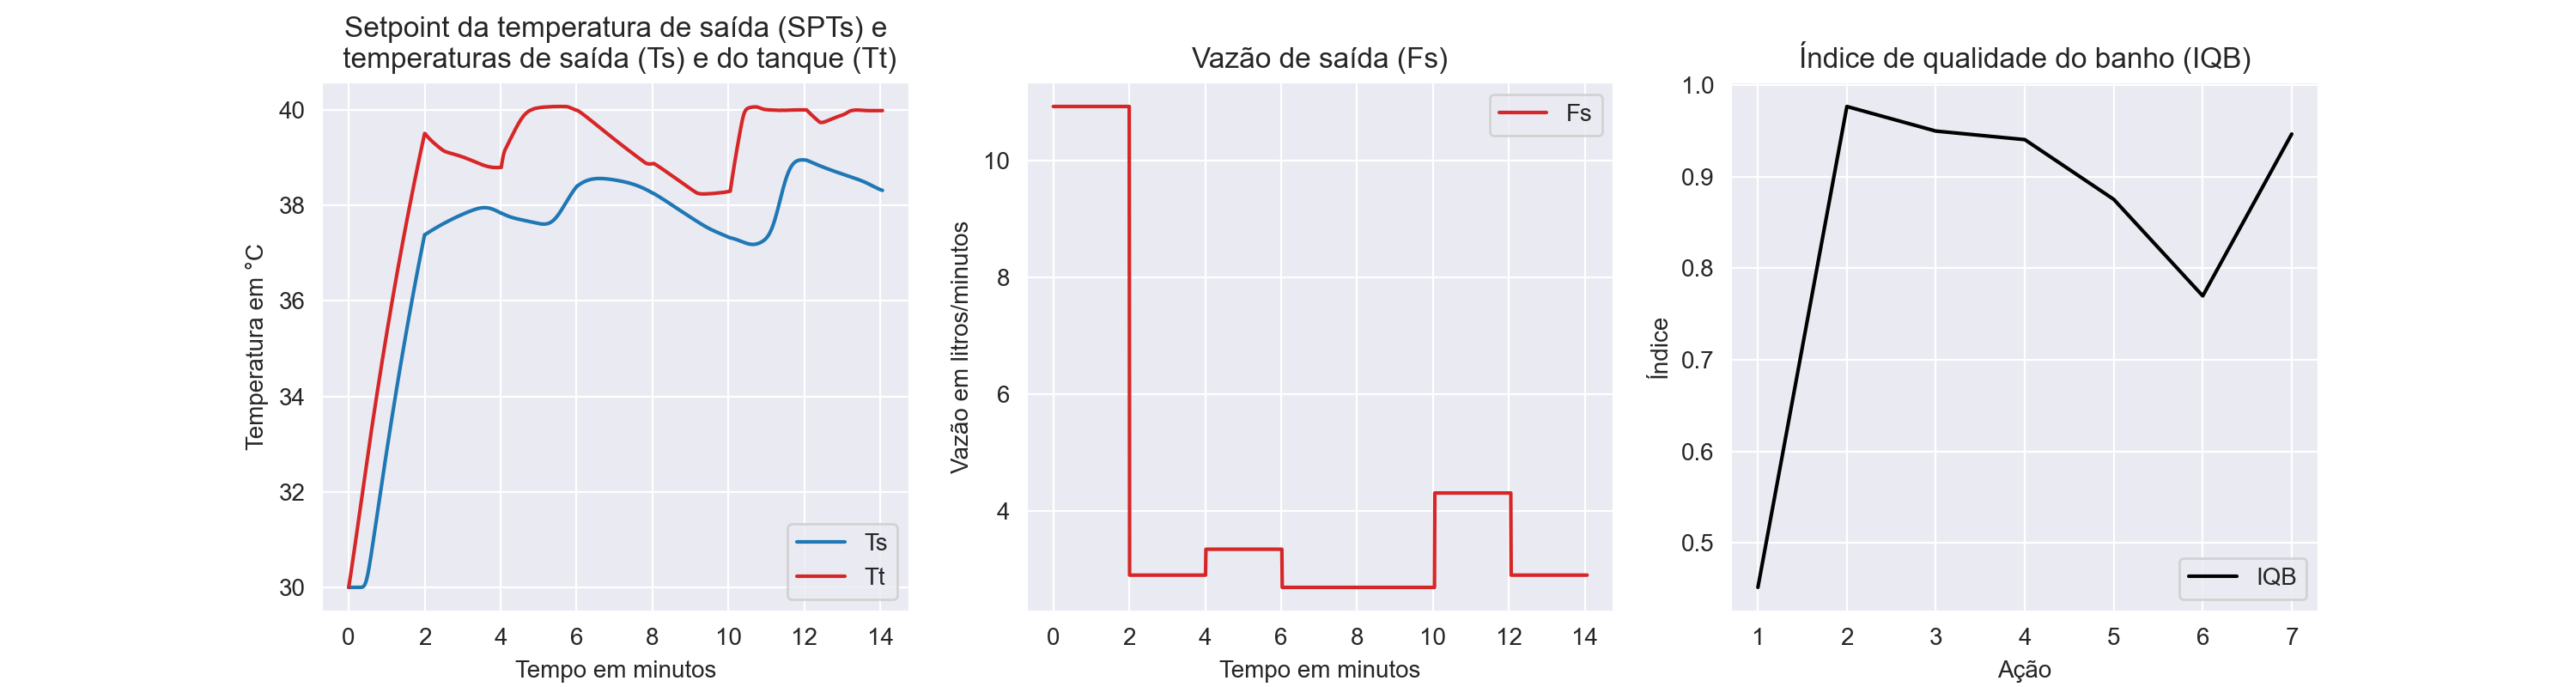 Setpoint da temperatura de saída (SPTs) e
temperaturas de saída (Ts) e do tanque (Tt)
Temperatura em °C
40
38
36
34
32
30
Ts
Tt
0 2 4 6 8 10 12 14
Tempo em minutos
Vazão de saída (Fs)
Vazão em litros/minutos
10
8
6
4
Fs
0 2 4 6 8 10 12 14
Tempo em minutos
Índice de qualidade do banho (IQB)
Índice
1.0
0.9
0.8
0.7
0.6
0.5
IQB
1 2 3 4 5 6 7
Ação